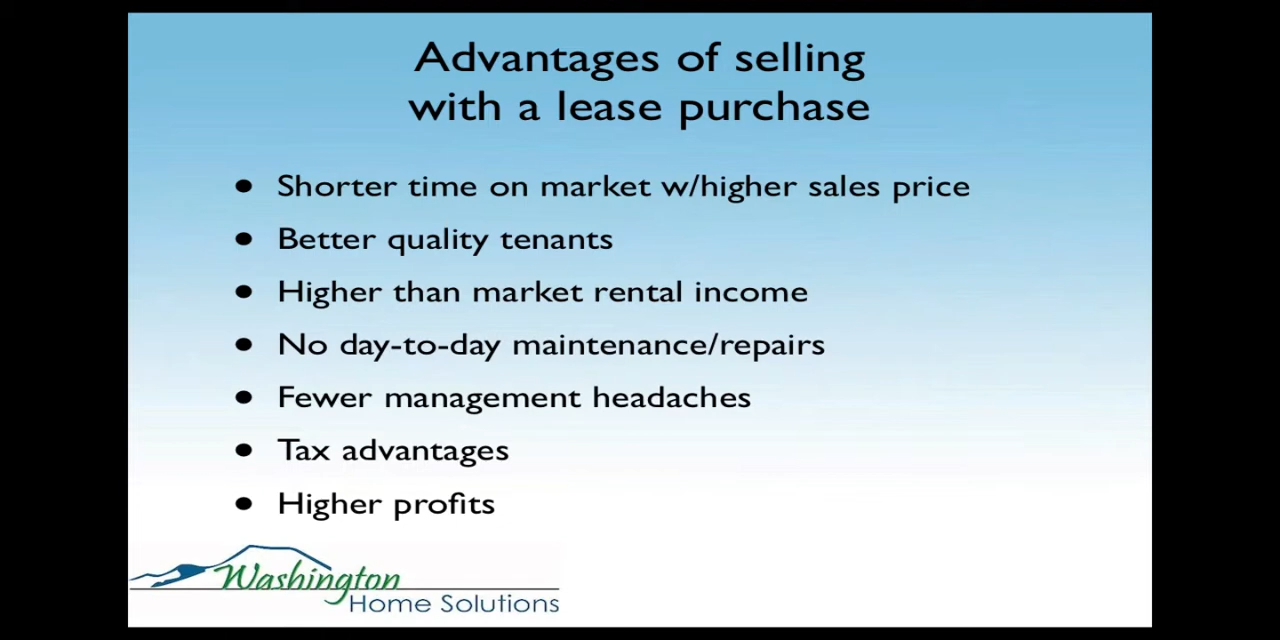 Advantages of selling
with a lease purchase
● Shorter time on market w/higher sales price
● Better quality tenants
● Higher than market rental income
● No day-to-day maintenance/repairs
● Fewer management headaches
● Tax advantages
● Higher profits
Washington
Home Solutions